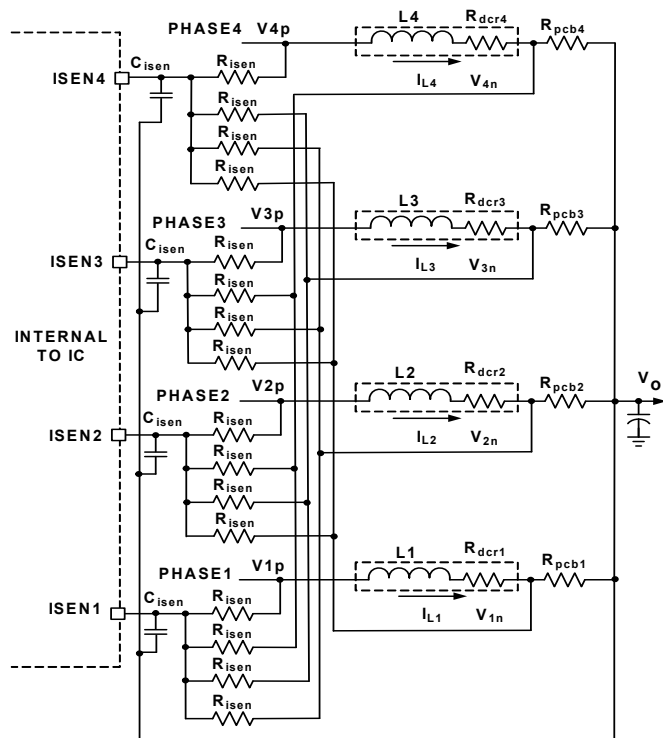 PHASE4 V4p L4 Rdcr4 Rpcb4
ISEN4 Cisen Risen IL4 V4n
Risen
Risen
Risen
PHASE3 V3p L3 Rdcr3 Rpcb3
ISEN3 Cisen Risen IL3 V3n
Risen
Risen
Risen
INTERNAL
TO IC
PHASE2 V2p L2 Rdcr2 Rpcb2 Vo
ISEN2 Cisen Risen IL2 V2n
Risen
Risen
Risen
PHASE1 V1p L1 Rdcr1 Rpcb1
ISEN1 Cisen Risen IL1 V1n
Risen
Risen
Risen